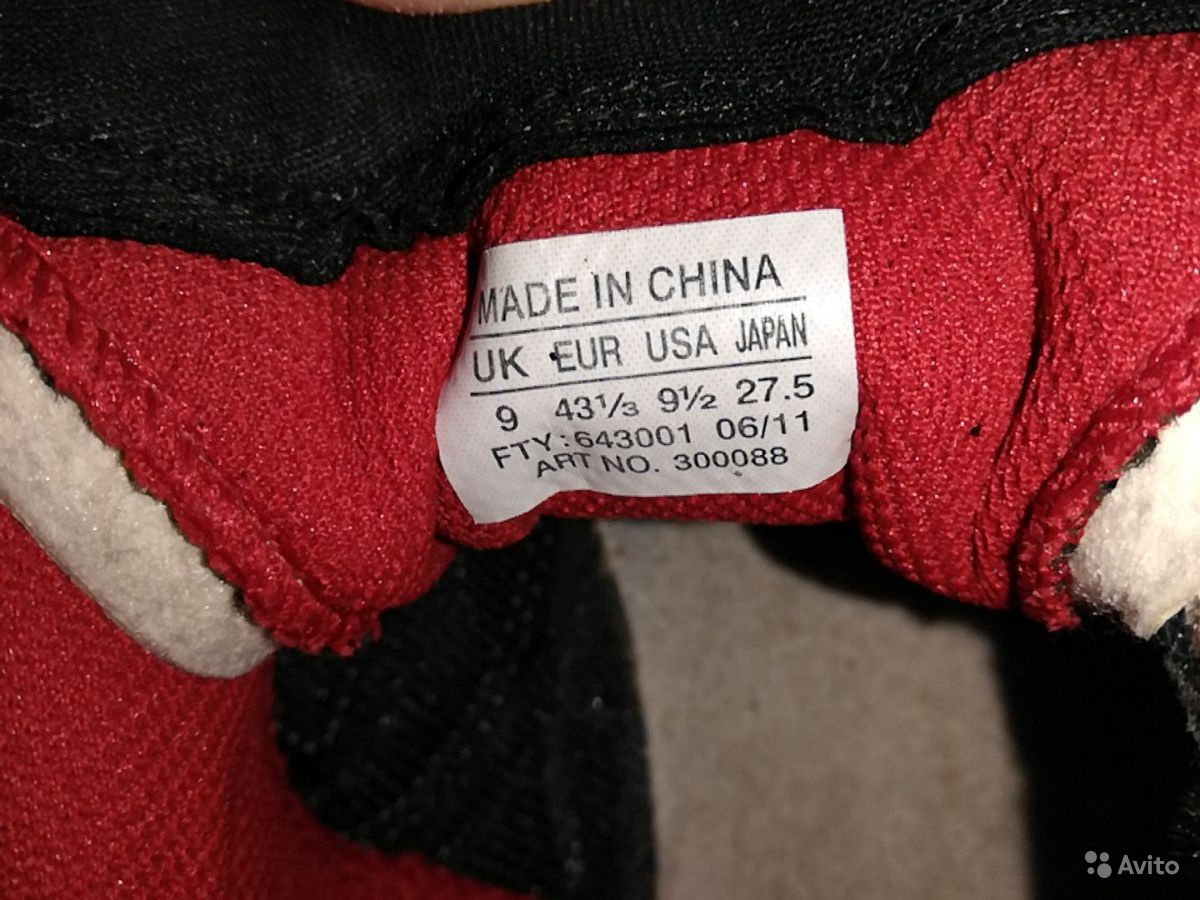 MADE IN CHINA
UK EUR USA JAPAN
9 43⅓ 9½ 27.5
FTY:643001 06/11
ART NO. 300088
Avito